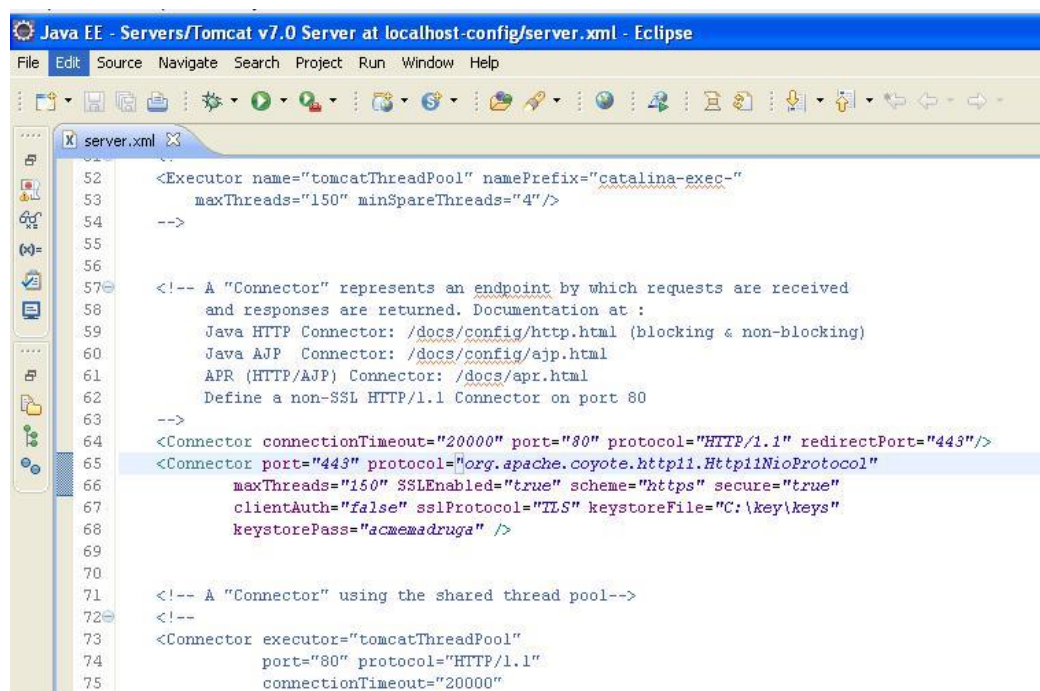 Java EE - Servers/Tomcat v7.0 Server at localhost-config/server.xml - Eclipse
File Edit Source Navigate Search Project Run Window Help
server.xml
52 <Executor name="tomcatThreadPool" namePrefix="catalina-exec-"
53 maxThreads="150" minSpareThreads="4"/>
54 -->
55
56
57 <!-- A "Connector" represents an endpoint by which requests are received
58 and responses are returned. Documentation at :
59 Java HTTP Connector: /docs/config/http.html (blocking & non-blocking)
60 Java AJP  Connector: /docs/config/ajp.html
61 APR (HTTP/AJP) Connector: /docs/apr.html
62 Define a non-SSL HTTP/1.1 Connector on port 80
63 -->
64 <Connector connectionTimeout="20000" port="80" protocol="HTTP/1.1" redirectPort="443"/>
65 <Connector port="443" protocol="org.apache.coyote.http11.Http11NioProtocol"
66 maxThreads="150" SSLEnabled="true" scheme="https" secure="true"
67 clientAuth="false" sslProtocol="TLS" keystoreFile="C:\key\keys"
68 keystorePass="acmemadruga" />
69
70
71 <!-- A "Connector" using the shared thread pool-->
72 <!--
73 <Connector executor="tomcatThreadPool"
74 port="80" protocol="HTTP/1.1"
75 connectionTimeout="20000"